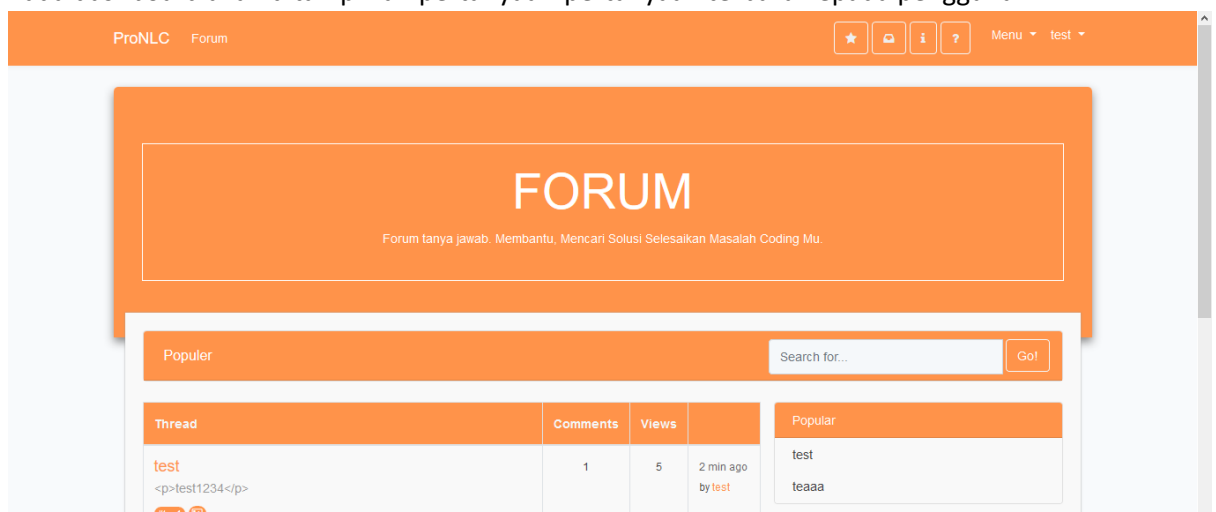 ProNLC Forum i ? Menu test
FORUM
Forum tanya jawab. Membantu, Mencari Solusi Selesaikan Masalah Coding Mu.
Populer Search for... Go!
Thread Comments Views
test 1 5 2 min ago
<p>test1234</p> by test
Popular
test
teaaa